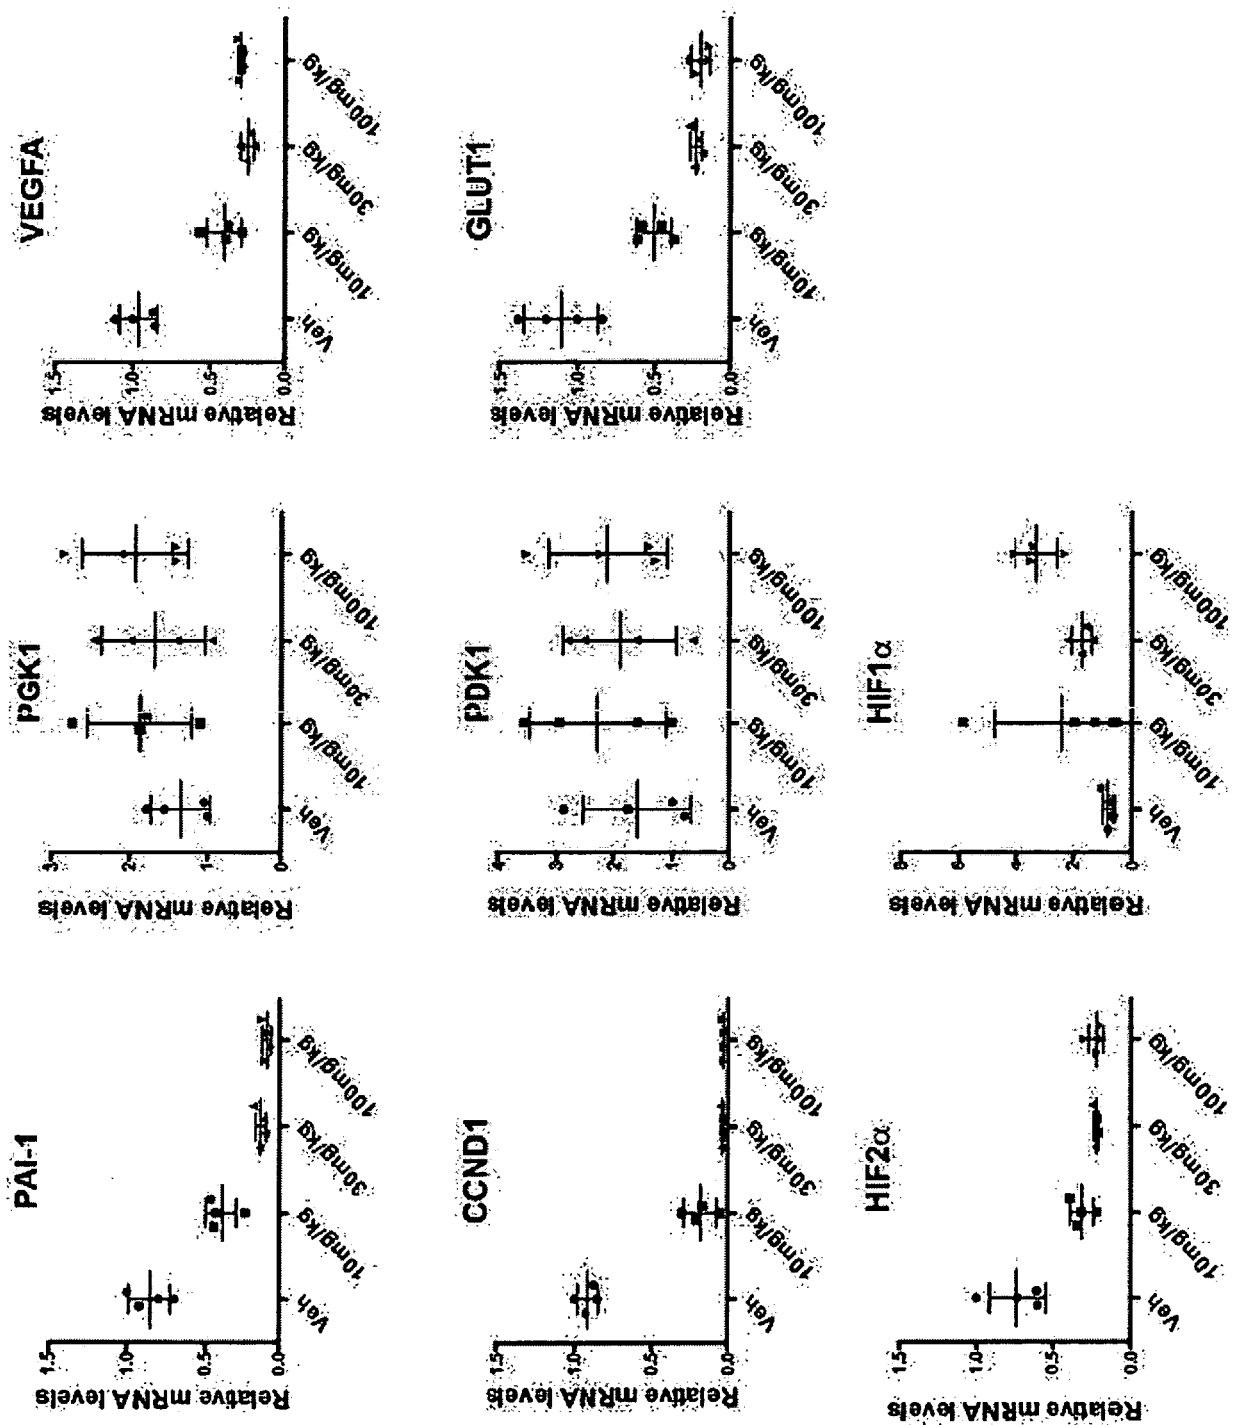 PAI-1
Relative mRNA levels
1.5
1.0
0.5
0.0
Veh
10mg/kg
30mg/kg
100mg/kg
PGK1
Relative mRNA levels
3
2
1
0
Veh
10mg/kg
30mg/kg
100mg/kg
VEGFA
Relative mRNA levels
1.5
1.0
0.5
0.0
Veh
10mg/kg
30mg/kg
100mg/kg
CCND1
Relative mRNA levels
1.5
1.0
0.5
0.0
Veh
10mg/kg
30mg/kg
100mg/kg
PDK1
Relative mRNA levels
4
3
2
1
0
Veh
10mg/kg
30mg/kg
100mg/kg
GLUT1
Relative mRNA levels
1.5
1.0
0.5
0.0
Veh
10mg/kg
30mg/kg
100mg/kg
HIF2α
Relative mRNA levels
1.5
1.0
0.5
0.0
Veh
10mg/kg
30mg/kg
100mg/kg
HIF1α
Relative mRNA levels
8
6
4
2
0
Veh
10mg/kg
30mg/kg
100mg/kg